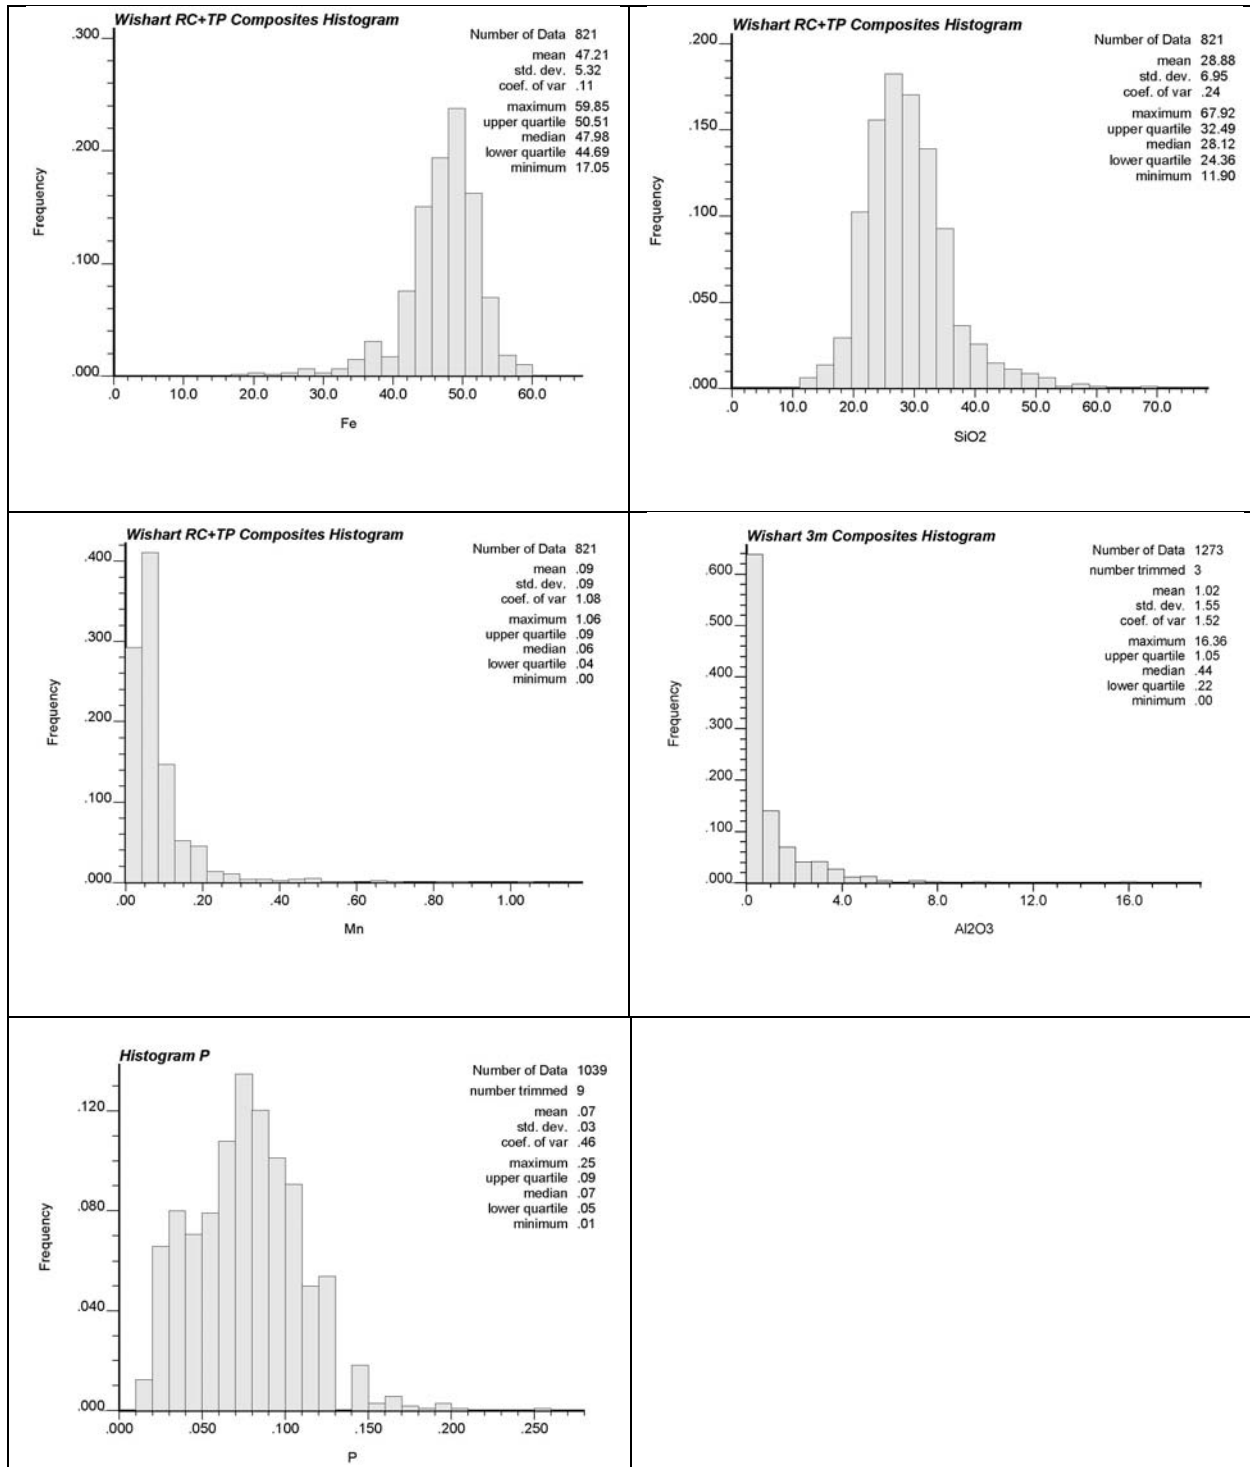 Wishart RC+TP Composites Histogram
Number of Data 821
mean 47.21
std. dev. 5.32
coef. of var .11
maximum 59.85
upper quartile 50.51
median 47.98
lower quartile 44.69
minimum 17.05
.300
.200
.100
.000
Frequency
.0 10.0 20.0 30.0 40.0 50.0 60.0
Fe
Wishart RC+TP Composites Histogram
Number of Data 821
mean 28.88
std. dev. 6.95
coef. of var .24
maximum 67.92
upper quartile 32.49
median 28.12
lower quartile 24.36
minimum 11.90
.200
.150
.100
.050
.000
Frequency
.0 10.0 20.0 30.0 40.0 50.0 60.0 70.0
SiO2
Wishart RC+TP Composites Histogram
Number of Data 821
mean .09
std. dev. .09
coef. of var 1.08
maximum 1.06
upper quartile .09
median .06
lower quartile .04
minimum .00
.400
.300
.200
.100
.000
Frequency
.00 .20 .40 .60 .80 1.00
Mn
Wishart 3m Composites Histogram
Number of Data 1273
number trimmed 3
mean 1.02
std. dev. 1.55
coef. of var 1.52
maximum 16.36
upper quartile 1.05
median .44
lower quartile .22
minimum .00
.600
.500
.400
.300
.200
.100
.000
Frequency
.0 4.0 8.0 12.0 16.0
Al2O3
Histogram P
Number of Data 1039
number trimmed 9
mean .07
std. dev. .03
coef. of var .46
maximum .25
upper quartile .09
median .07
lower quartile .05
minimum .01
.120
.080
.040
.000
Frequency
.000 .050 .100 .150 .200 .250
P